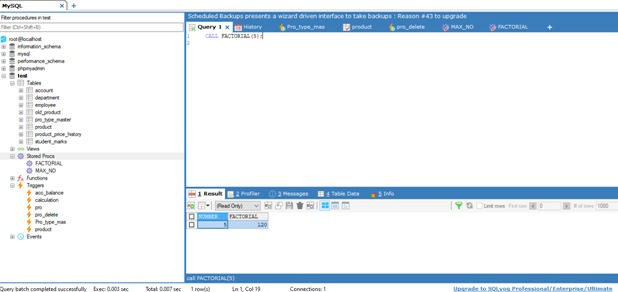 MySQL
Filter procedures in test
Filter (Ctrl+Shift+B)
root@localhost
information_schema
mysql
performance_schema
phpmyadmin
test
Tables
account
department
employee
old_product
pro_type_master
product
product_price_history
student_marks
Views
Stored Procs
FACTORIAL
MAX_NO
Functions
Triggers
acc_balance
calculation
pro
pro_delete
Pro_type_max
product
Events
Scheduled Backups presents a wizard driven interface to take backups : Reason #43 to upgrade
Query 1 History Pro_type_max product pro_delete MAX_NO FACTORIAL
1 CALL FACTORIAL(5);
2
1 Result 2 Profiler 3 Messages 4 Table Data 5 Info
(Read Only) Limit rows First row 0 # of rows 1000
NUMBER FACTORIAL
5 120
call FACTORIAL(5)
Query batch completed successfully Exec: 0.003 sec Total: 0.007 sec 1 row(s) Ln 1, Col 19 Connections: 1 Upgrade to SQLyog Professional/Enterprise/Ultimate